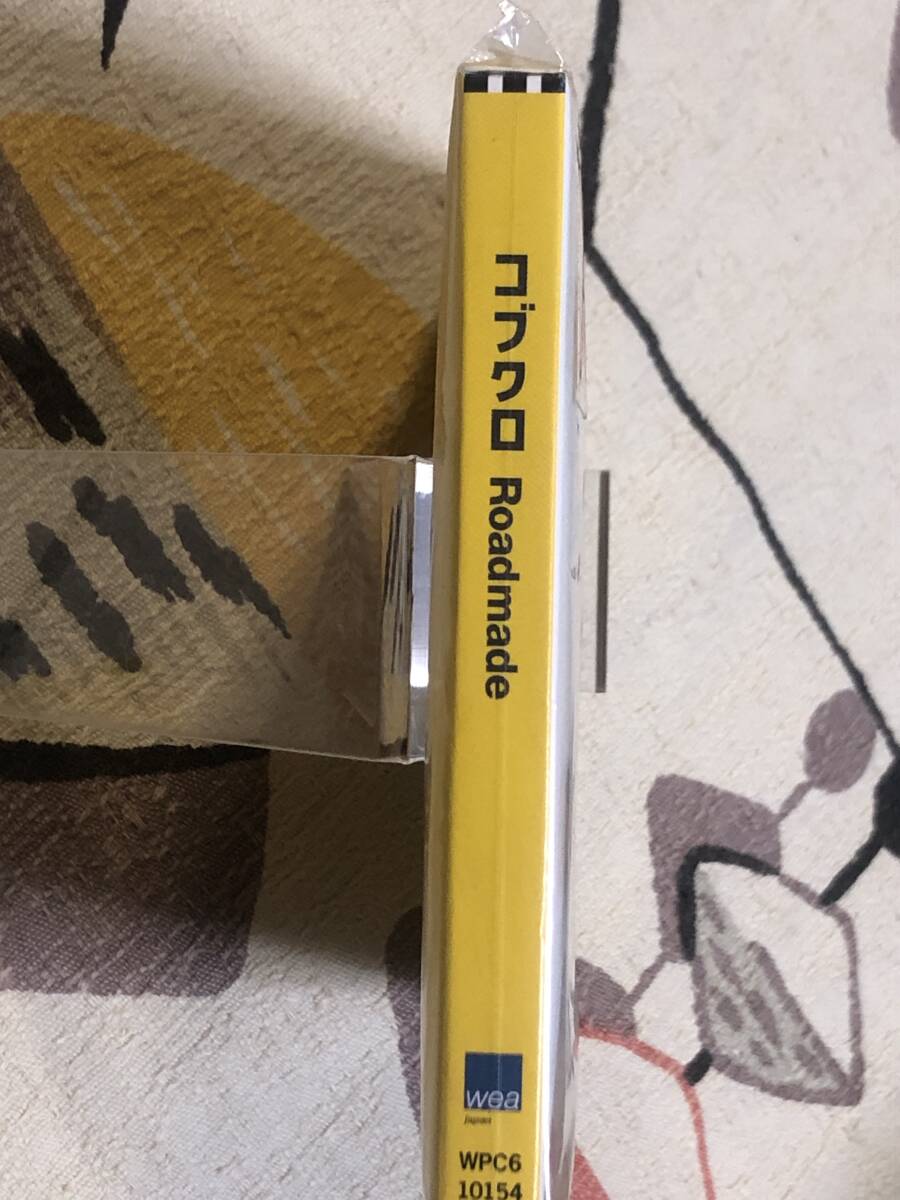 コブクロ Roadmade
wea
japan
WPC6
10154